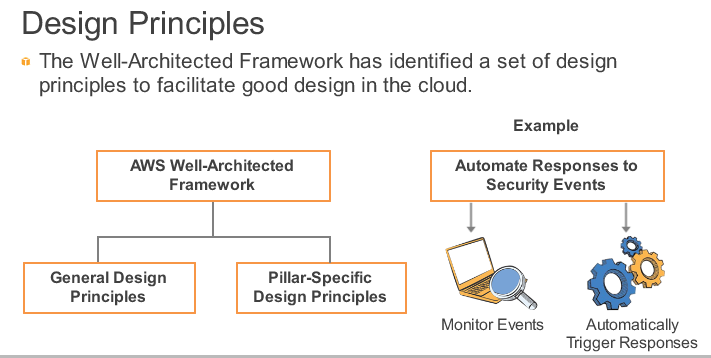 Design Principles
The Well-Architected Framework has identified a set of design
principles to facilitate good design in the cloud.
Example
AWS Well-Architected
Framework
Automate Responses to
Security Events
General Design
Principles
Pillar-Specific
Design Principles
Monitor Events
Automatically
Trigger Responses